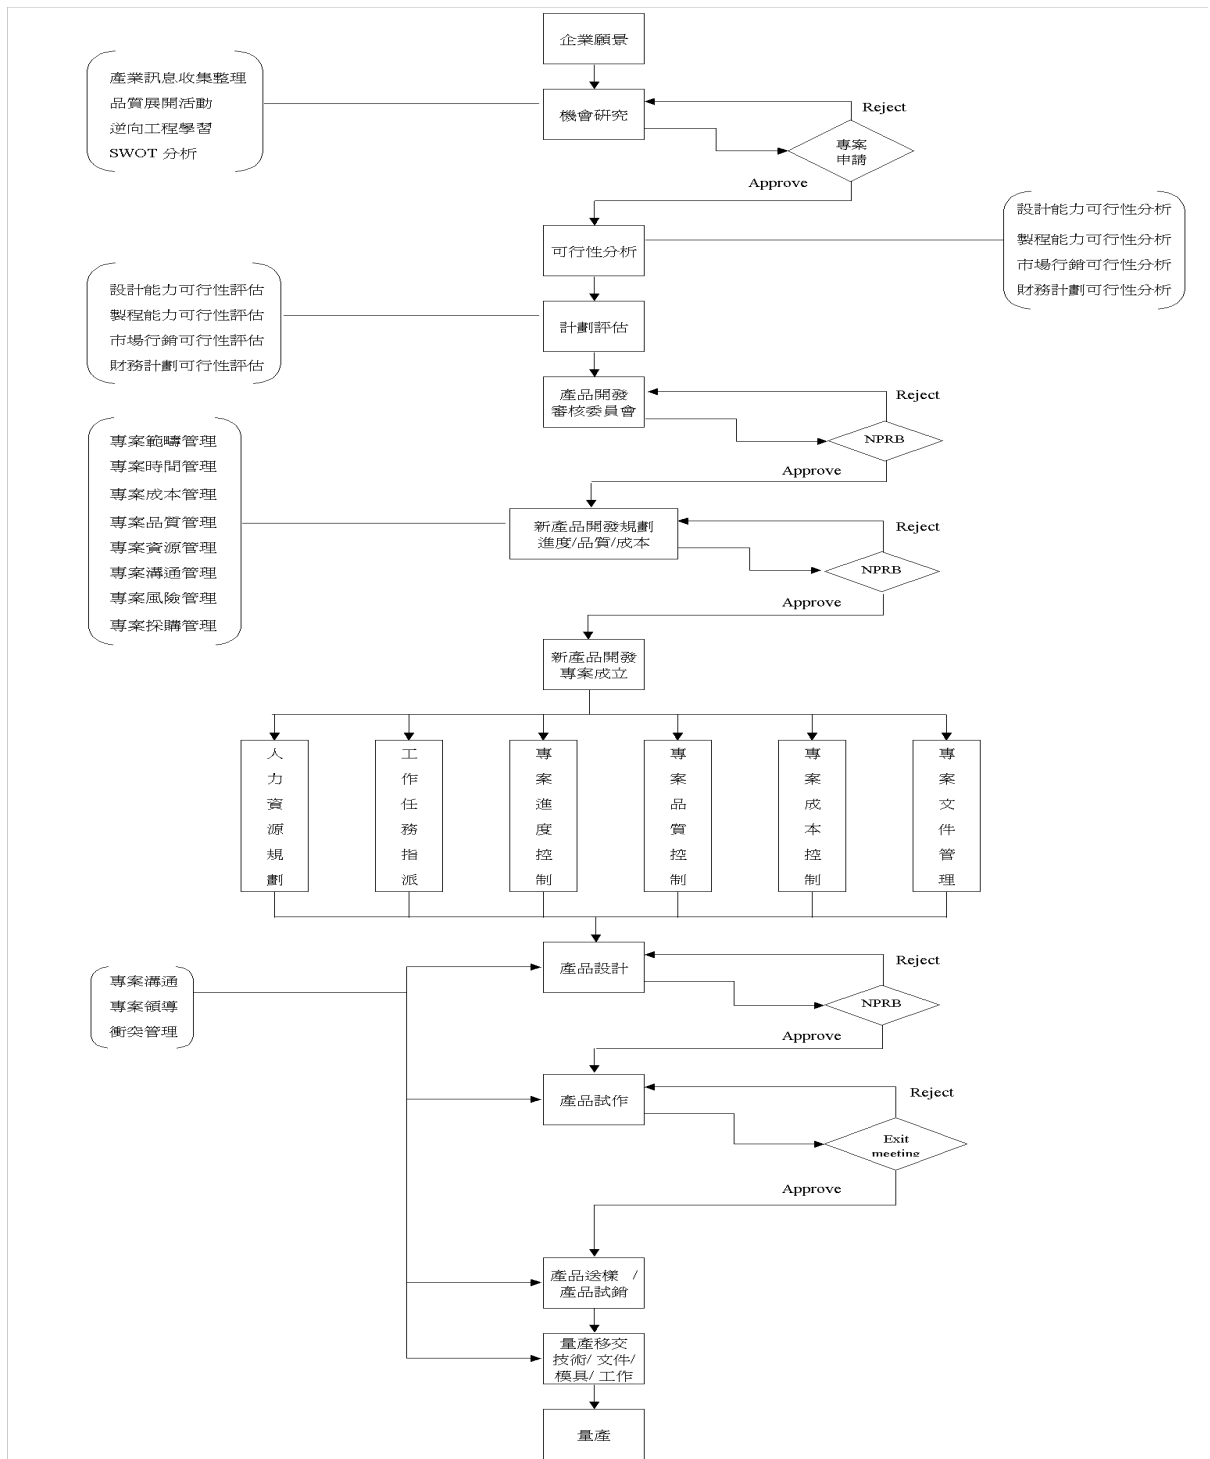 企業願景
產業訊息收集整理
品質展開活動
逆向工程學習
SWOT 分析
機會研究
Reject
專案
申請
Approve
可行性分析
設計能力可行性分析
製程能力可行性分析
市場行銷可行性分析
財務計劃可行性分析
設計能力可行性評估
製程能力可行性評估
市場行銷可行性評估
財務計劃可行性評估
計劃評估
產品開發
審核委員會
Reject
NPRB
Approve
專案範疇管理
專案時間管理
專案成本管理
專案品質管理
專案資源管理
專案溝通管理
專案風險管理
專案採購管理
新產品開發規劃
進度/品質/成本
Reject
NPRB
Approve
新產品開發
專案成立
人力資源規劃
工作任務指派
專案進度控制
專案品質控制
專案成本控制
專案文件管理
產品設計
Reject
NPRB
Approve
專案溝通
專案領導
衝突管理
產品試作
Reject
Exit
meeting
Approve
產品送樣 /
產品試銷
量產移交
技術/ 文件/
模具/ 工作
量產